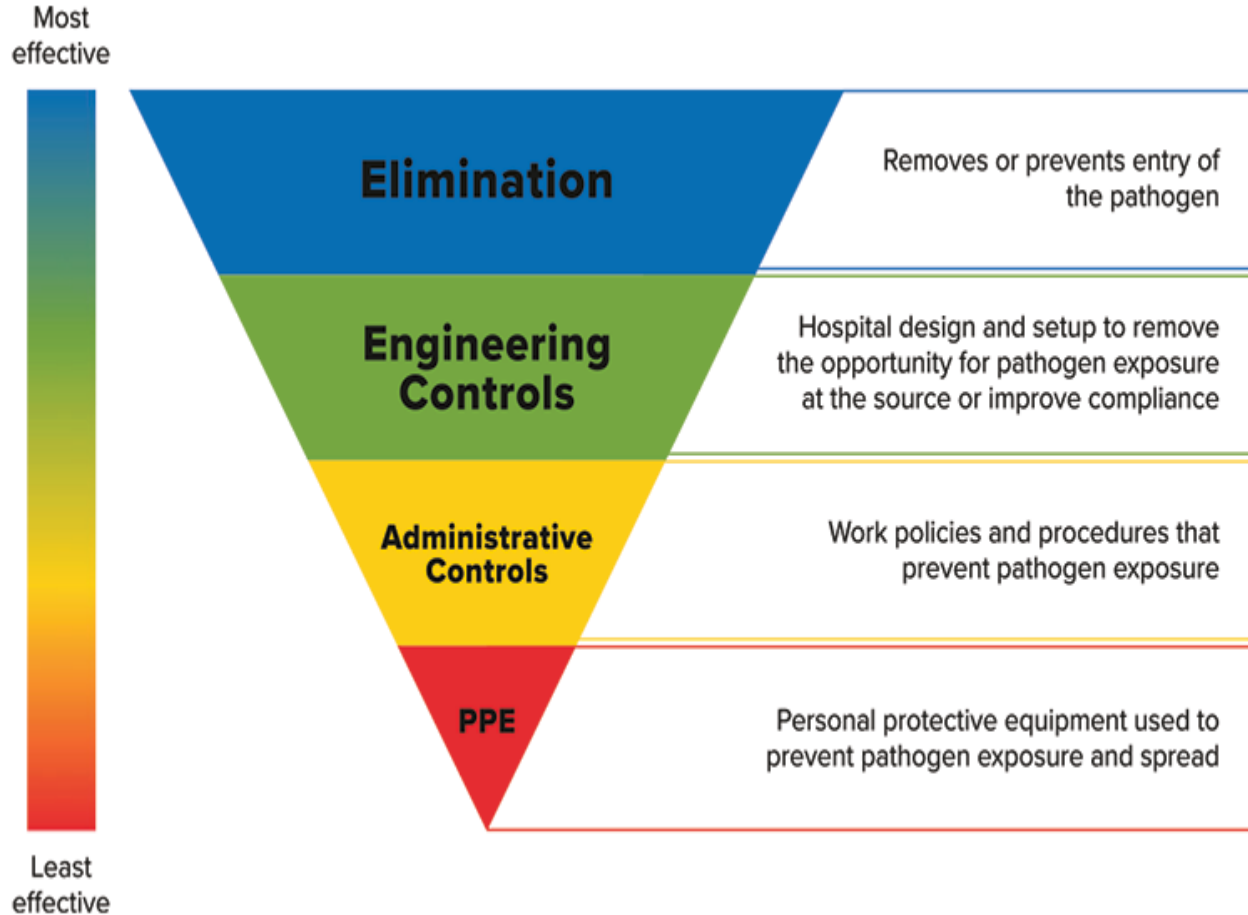 Most
effective
Elimination
Removes or prevents entry of
the pathogen
Engineering
Controls
Hospital design and setup to remove
the opportunity for pathogen exposure
at the source or improve compliance
Administrative
Controls
Work policies and procedures that
prevent pathogen exposure
PPE
Personal protective equipment used to
prevent pathogen exposure and spread
Least
effective